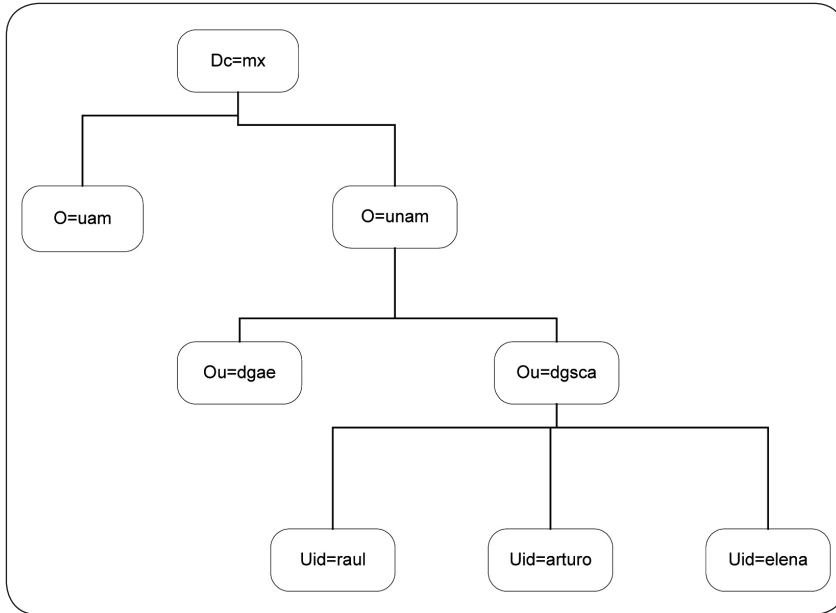 Dc=mx
O=uam
O=unam
Ou=dgae
Ou=dgsca
Uid=raul
Uid=arturo
Uid=elena